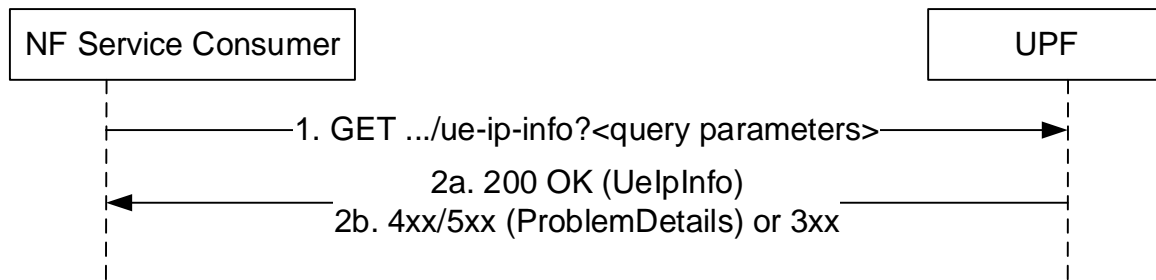 NF Service Consumer
UPF
1. GET .../ue-ip-info?<query parameters>
2a. 200 OK (UeIpInfo)
2b. 4xx/5xx (ProblemDetails) or 3xx